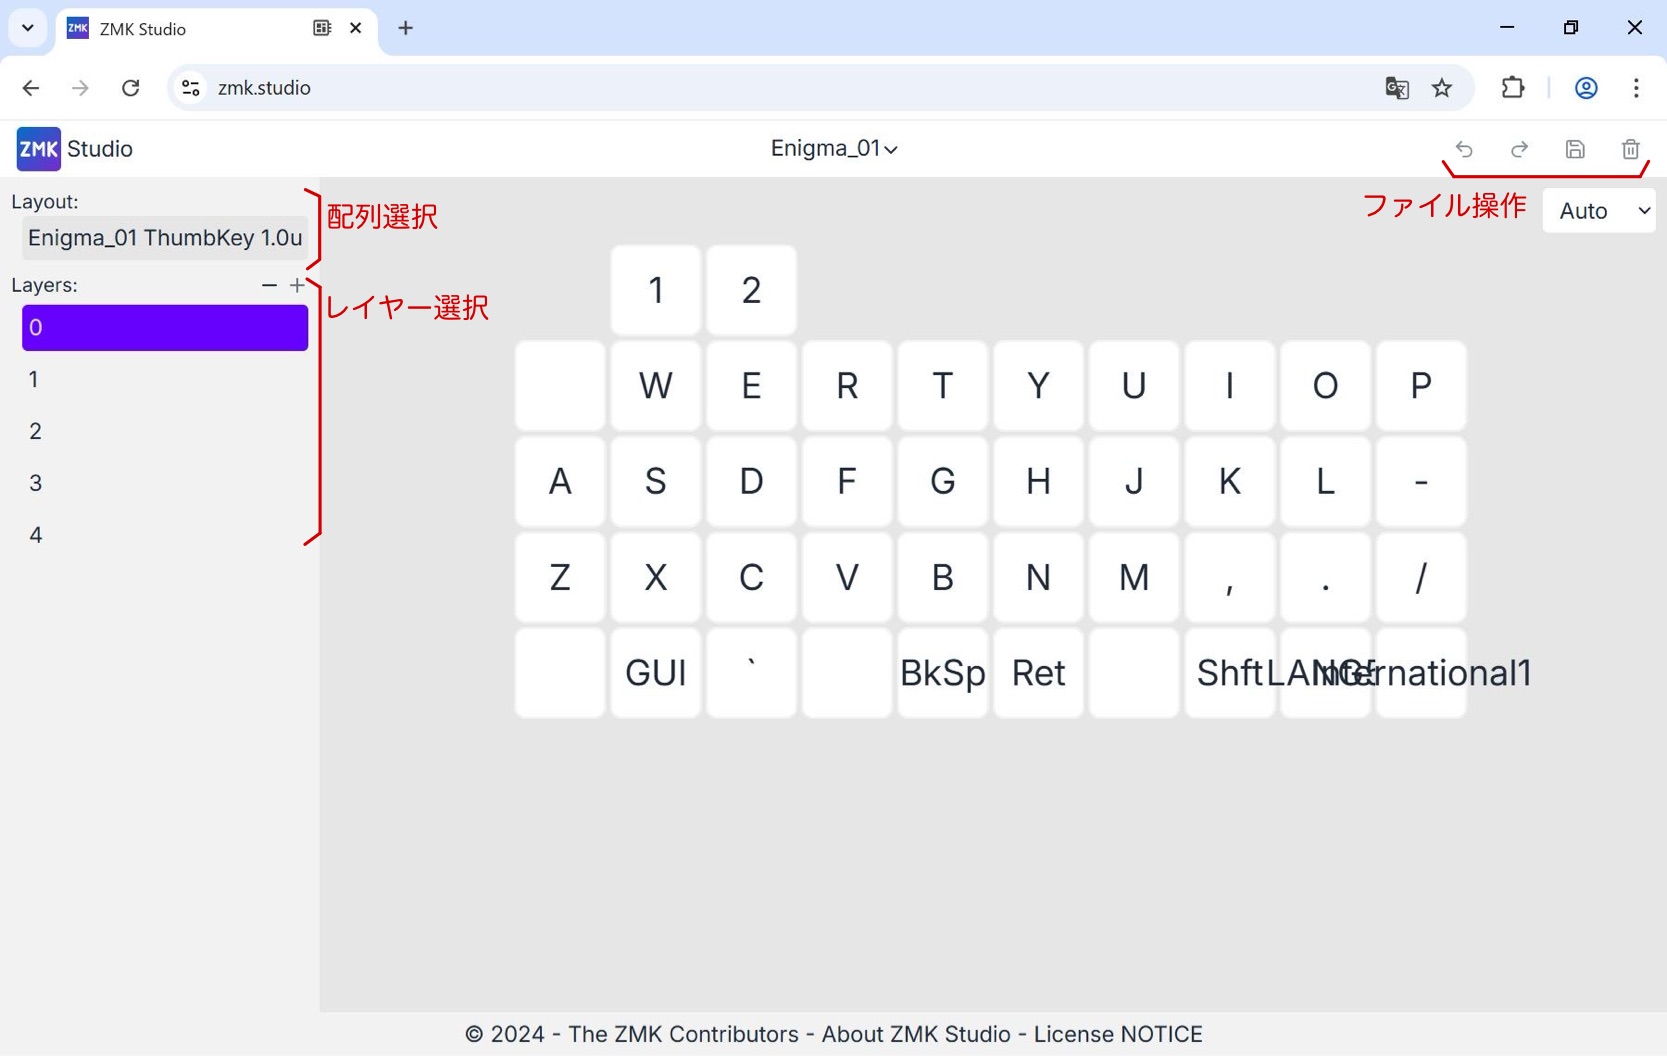 ZMK ZMK Studio
zmk.studio
ZMK Studio
Enigma_01
Layout:
配列選択
ファイル操作
Auto
Enigma_01 ThumbKey 1.0u
Layers: − +
レイヤー選択
0
1
2
3
4
1 2
W E R T Y U I O P
A S D F G H J K L -
Z X C V B N M , . /
GUI ` BkSp Ret Shft International1
© 2024 - The ZMK Contributors - About ZMK Studio - License NOTICE